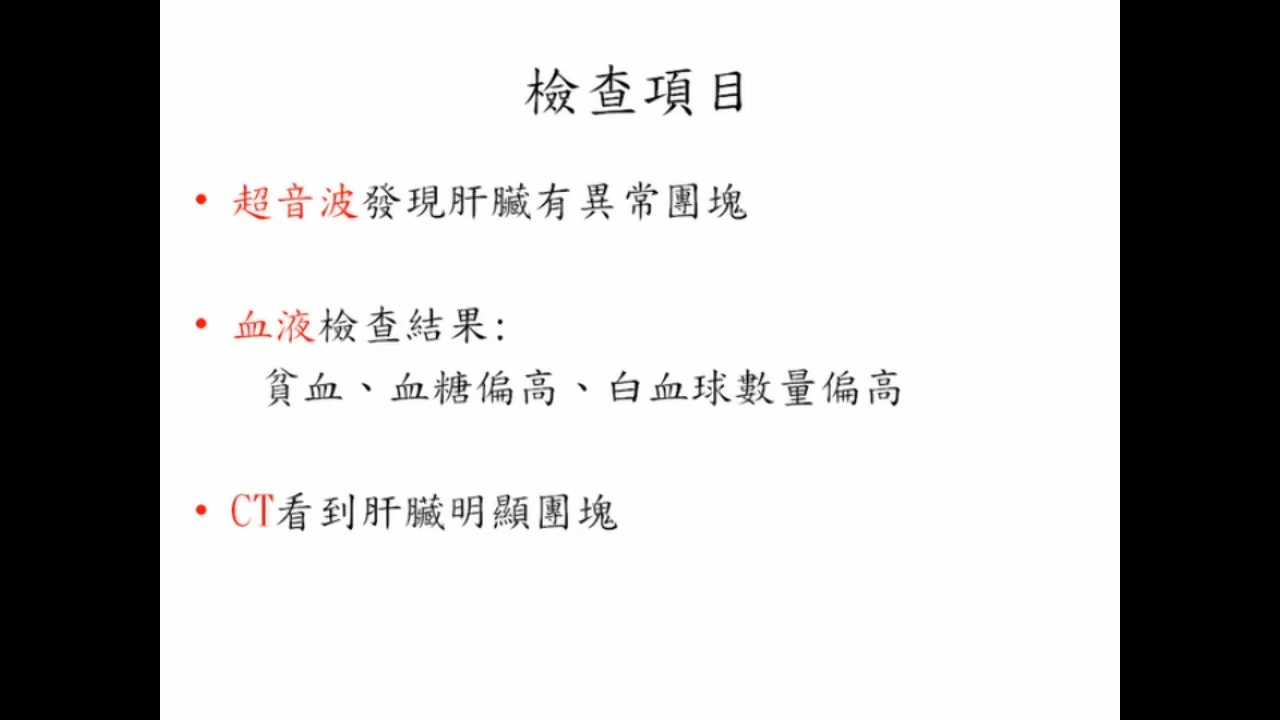 檢查項目
• 超音波發現肝臟有異常團塊
• 血液檢查結果:
貧血、血糖偏高、白血球數量偏高
• CT看到肝臟明顯團塊